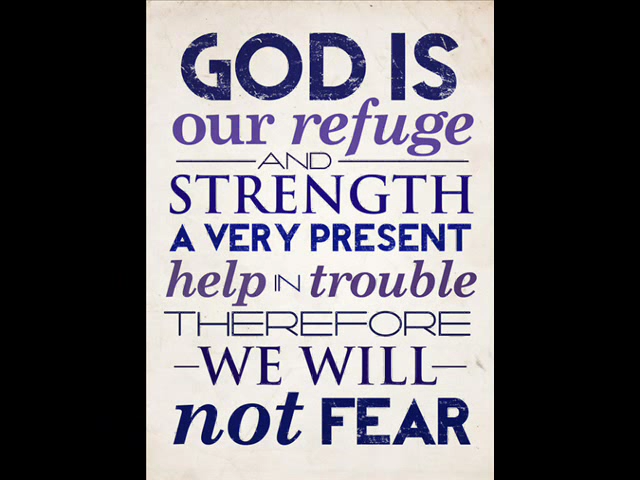 GOD IS
our refuge
AND
STRENGTH
A VERY PRESENT
help IN trouble
THEREFORE
–WE WILL–
not FEAR